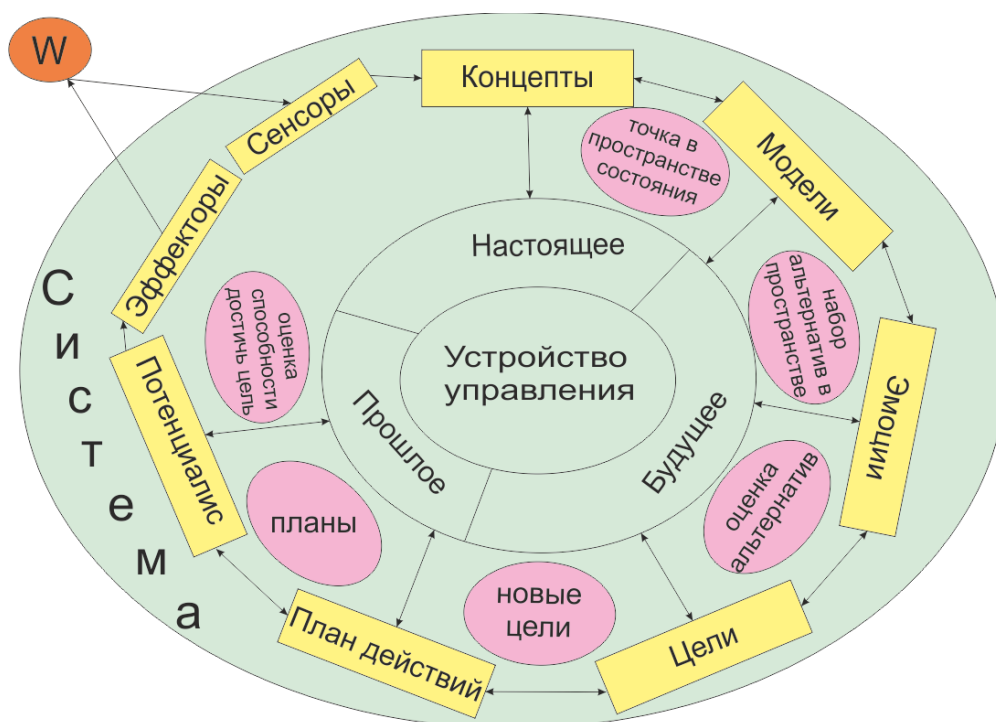 W
Сенсоры
Концепты
точка в
пространстве
состояния
Модели
Эффекторы
Настоящее
набор
альтернатив в
пространстве
Система
оценка
способности
достичь цель
Устройство
управления
Потенциалис
Прошлое
Будущее
Эмоции
оценка
альтернатив
планы
новые
цели
План действий
Цели